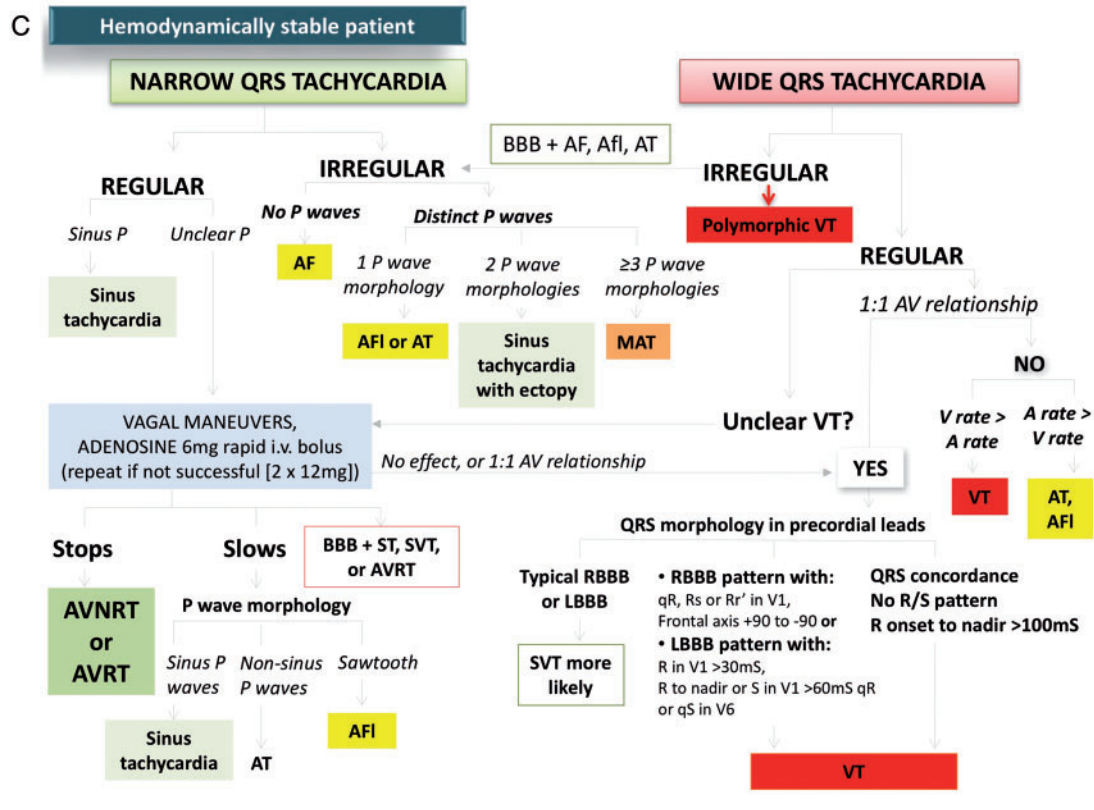 C
Hemodynamically stable patient
NARROW QRS TACHYCARDIA
WIDE QRS TACHYCARDIA
BBB + AF, Afl, AT
REGULAR
IRREGULAR
IRREGULAR
Sinus P
Unclear P
No P waves
Distinct P waves
Polymorphic VT
Sinus
tachycardia
AF
1 P wave
morphology
2 P wave
morphologies
≥3 P wave
morphologies
AFl or AT
Sinus
tachycardia
with ectopy
MAT
REGULAR
1:1 AV relationship
NO
V rate >
A rate
A rate >
V rate
VT
AT,
AFl
Unclear VT?
YES
VAGAL MANEUVERS,
ADENOSINE 6mg rapid i.v. bolus
(repeat if not successful [2 x 12mg])
No effect, or 1:1 AV relationship
Stops
Slows
BBB + ST, SVT,
or AVRT
AVNRT
or
AVRT
P wave morphology
Sinus P
waves
Non-sinus
P waves
Sawtooth
Sinus
tachycardia
AT
AFl
QRS morphology in precordial leads
Typical RBBB
or LBBB
SVT more
likely
• RBBB pattern with:
qR, Rs or Rr' in V1,
Frontal axis +90 to -90 or
• LBBB pattern with:
R in V1 >30mS,
R to nadir or S in V1 >60mS qR
or qS in V6
QRS concordance
No R/S pattern
R onset to nadir >100mS
VT